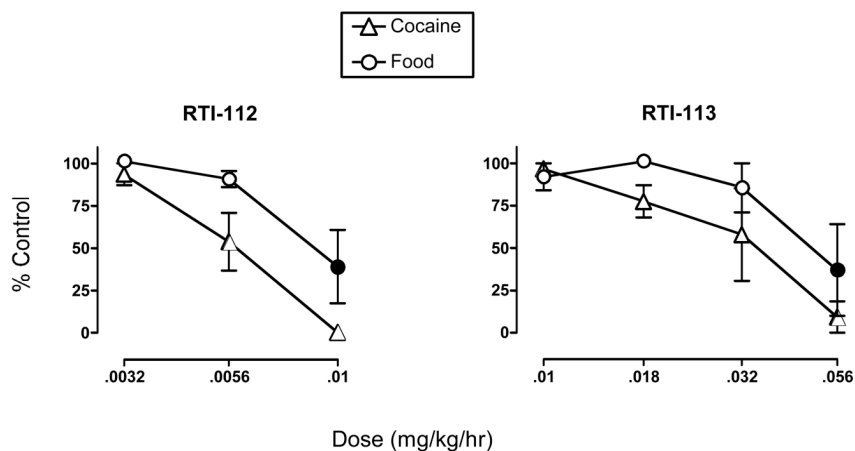 Cocaine
Food
RTI-112
RTI-113
% Control
100
75
50
25
0
.0032
.0056
.01
100
75
50
25
0
.01
.018
.032
.056
Dose (mg/kg/hr)